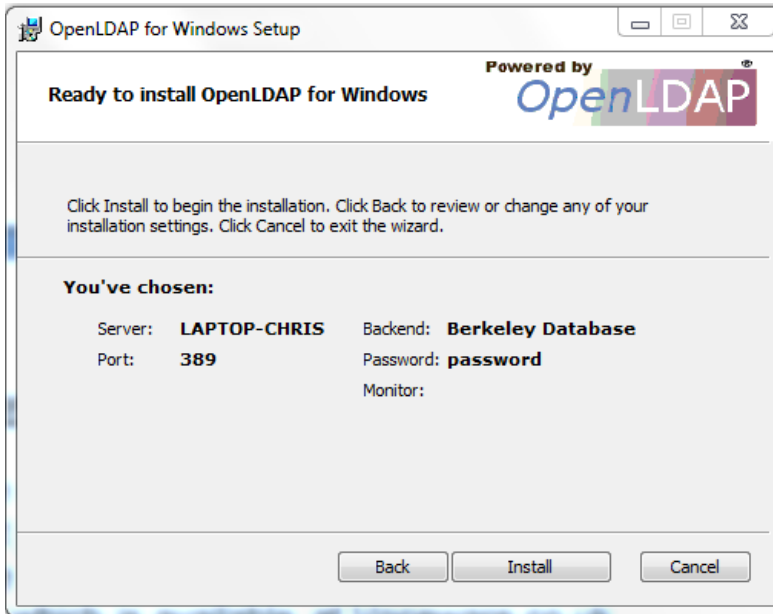 OpenLDAP for Windows Setup
Powered by
Ready to install OpenLDAP for Windows
OpenLDAP®
Click Install to begin the installation. Click Back to review or change any of your
installation settings. Click Cancel to exit the wizard.
You've chosen:
Server: LAPTOP-CHRIS Backend: Berkeley Database
Port: 389 Password: password
Monitor:
Back Install Cancel